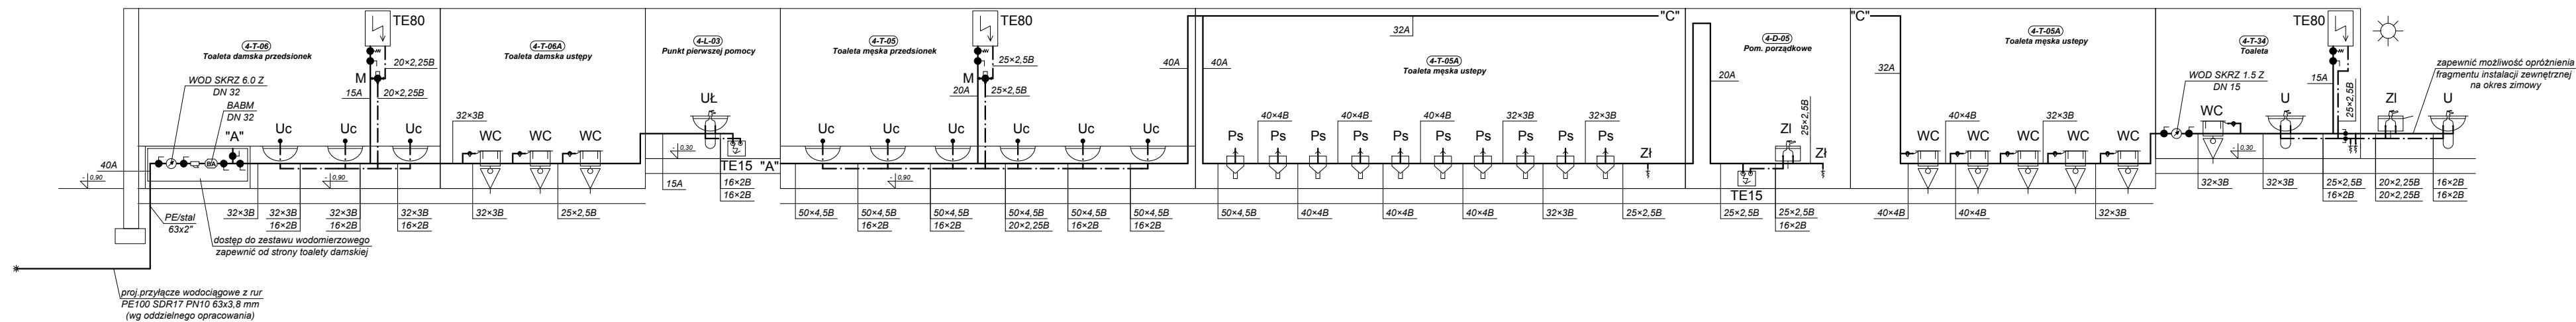 4-T-06
Toaleta damska przedsionek
TE80
WOD SKRZ 6.0 Z
DN 32
BABM
DN 32
"A"
M
20×2,25B
15A
20×2,25B
Uc
Uc
Uc
40A
- 0,90
- 0,90
PE/stal
63x2"
32×3B
32×3B
16×2B
32×3B
16×2B
32×3B
16×2B
dostęp do zestawu wodomierzowego
zapewnić od strony toalety damskiej
proj.przyłącze wodociągowe z rur
PE100 SDR17 PN10 63x3,8 mm
(wg oddzielnego opracowania)
4-T-06A
Toaleta damska ustępy
32×3B
WC
WC
WC
32×3B
25×2,5B
4-L-03
Punkt pierwszej pomocy
UŁ
- 0,30
TE15
"A"
15A
16×2B
16×2B
4-T-05
Toaleta męska przedsionek
TE80
25×2,5B
M
20A
25×2,5B
Uc
Uc
Uc
Uc
Uc
Uc
- 0,90
50×4,5B
50×4,5B
16×2B
50×4,5B
16×2B
50×4,5B
20×2,25B
50×4,5B
16×2B
50×4,5B
16×2B
40A
40A
32A
"C"
4-T-05A
Toaleta męska ustępy
40×4B
40×4B
40×4B
40×4B
32×3B
32×3B
Ps
Ps
Ps
Ps
Ps
Ps
Ps
Ps
Ps
Ps
Zł
50×4,5B
40×4B
40×4B
40×4B
32×3B
25×2,5B
4-D-05
Pom. porządkowe
20A
25×2,5B
Zl
Zł
TE15
25×2,5B
25×2,5B
16×2B
"C"
32A
4-T-05A
Toaleta męska ustępy
40×4B
32×3B
WC
WC
WC
WC
WC
40×4B
40×4B
32×3B
4-T-34
Toaleta
TE80
WOD SKRZ 1.5 Z
DN 15
15A
25×2,5B
WC
U
Zl
U
- 0,30
zapewnić możliwość opróżnienia
fragmentu instalacji zewnętrznej
na okres zimowy
32×3B
32×3B
25×2,5B
16×2B
20×2,25B
20×2,25B
16×2B
16×2B